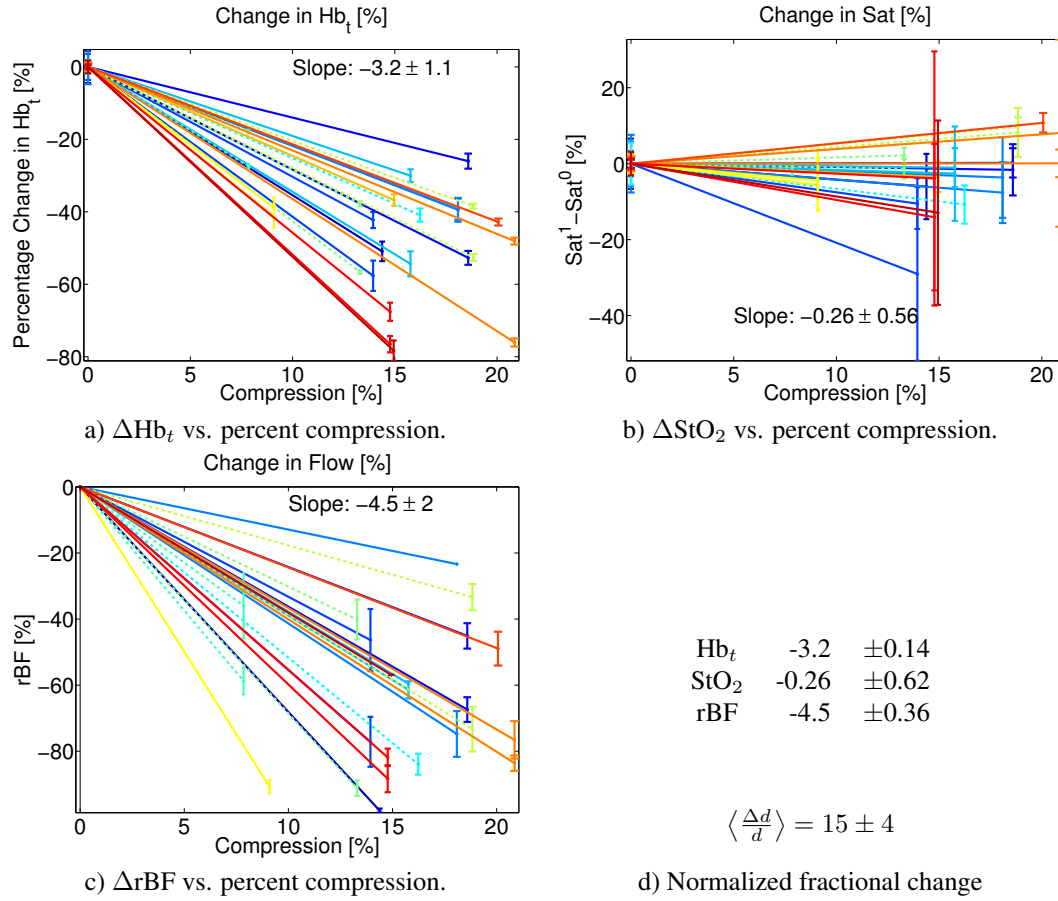 Change in Hb_t [%]
Slope: −3.2 ± 1.1
Percentage Change in Hb_t [%]
0
−20
−40
−60
−80
0 5 10 15 20
Compression [%]
a) ΔHb_t vs. percent compression.
Change in Sat [%]
Sat^1−Sat^0 [%]
20
0
−20
−40
Slope: −0.26 ± 0.56
0 5 10 15 20
Compression [%]
b) ΔStO_2 vs. percent compression.
Change in Flow [%]
Slope: −4.5 ± 2
rBF [%]
0
−20
−40
−60
−80
0 5 10 15 20
Compression [%]
c) ΔrBF vs. percent compression.
Hb_t -3.2 ±0.14
StO_2 -0.26 ±0.62
rBF -4.5 ±0.36
⟨Δd/d⟩ = 15 ± 4
d) Normalized fractional change